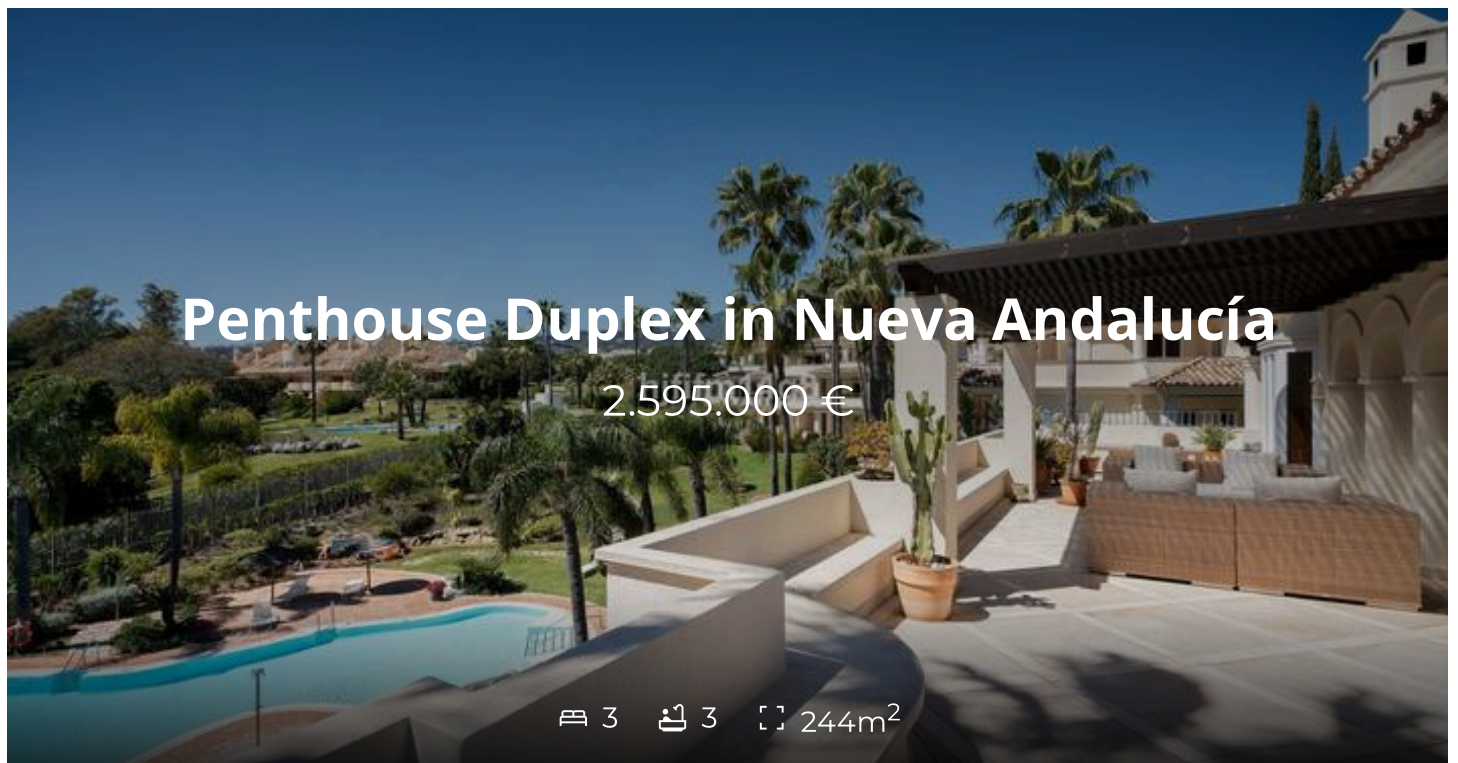 Penthouse Duplex in Nueva Andalucía
2.595.000 €
3 3 244m²